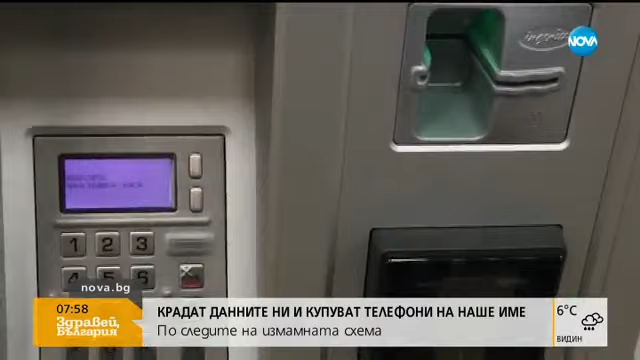 NOVA
1 2 3
4 5 6
nova.bg
07:58
Здравей,
България
КРАДАТ ДАННИТЕ НИ И КУПУВАТ ТЕЛЕФОНИ НА НАШЕ ИМЕ
По следите на измамната схема
6°C
ВИДИН